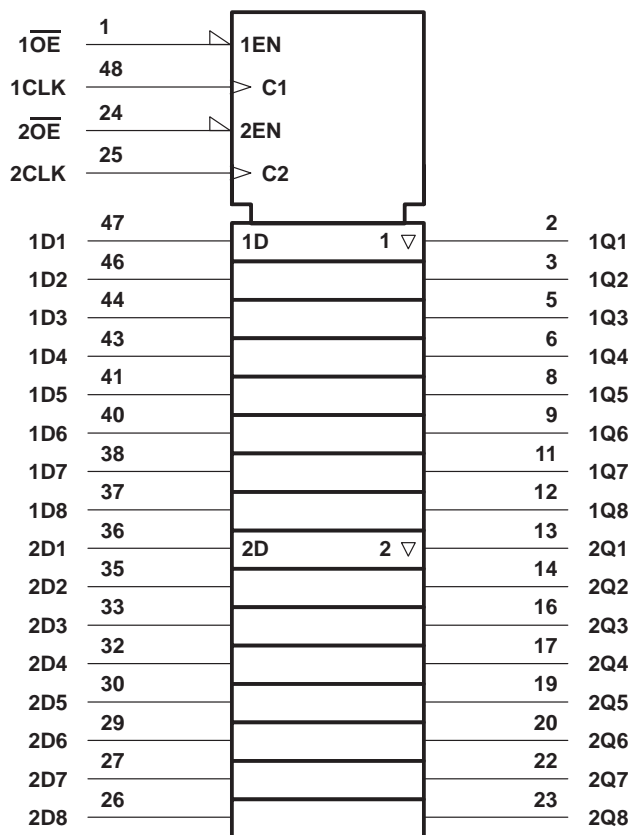 1O̅E̅ 1 1EN
1CLK 48 C1
2O̅E̅ 24 2EN
2CLK 25 C2
1D1 47 1D 1 ▽ 2 1Q1
1D2 46 3 1Q2
1D3 44 5 1Q3
1D4 43 6 1Q4
1D5 41 8 1Q5
1D6 40 9 1Q6
1D7 38 11 1Q7
1D8 37 12 1Q8
2D1 36 2D 2 ▽ 13 2Q1
2D2 35 14 2Q2
2D3 33 16 2Q3
2D4 32 17 2Q4
2D5 30 19 2Q5
2D6 29 20 2Q6
2D7 27 22 2Q7
2D8 26 23 2Q8